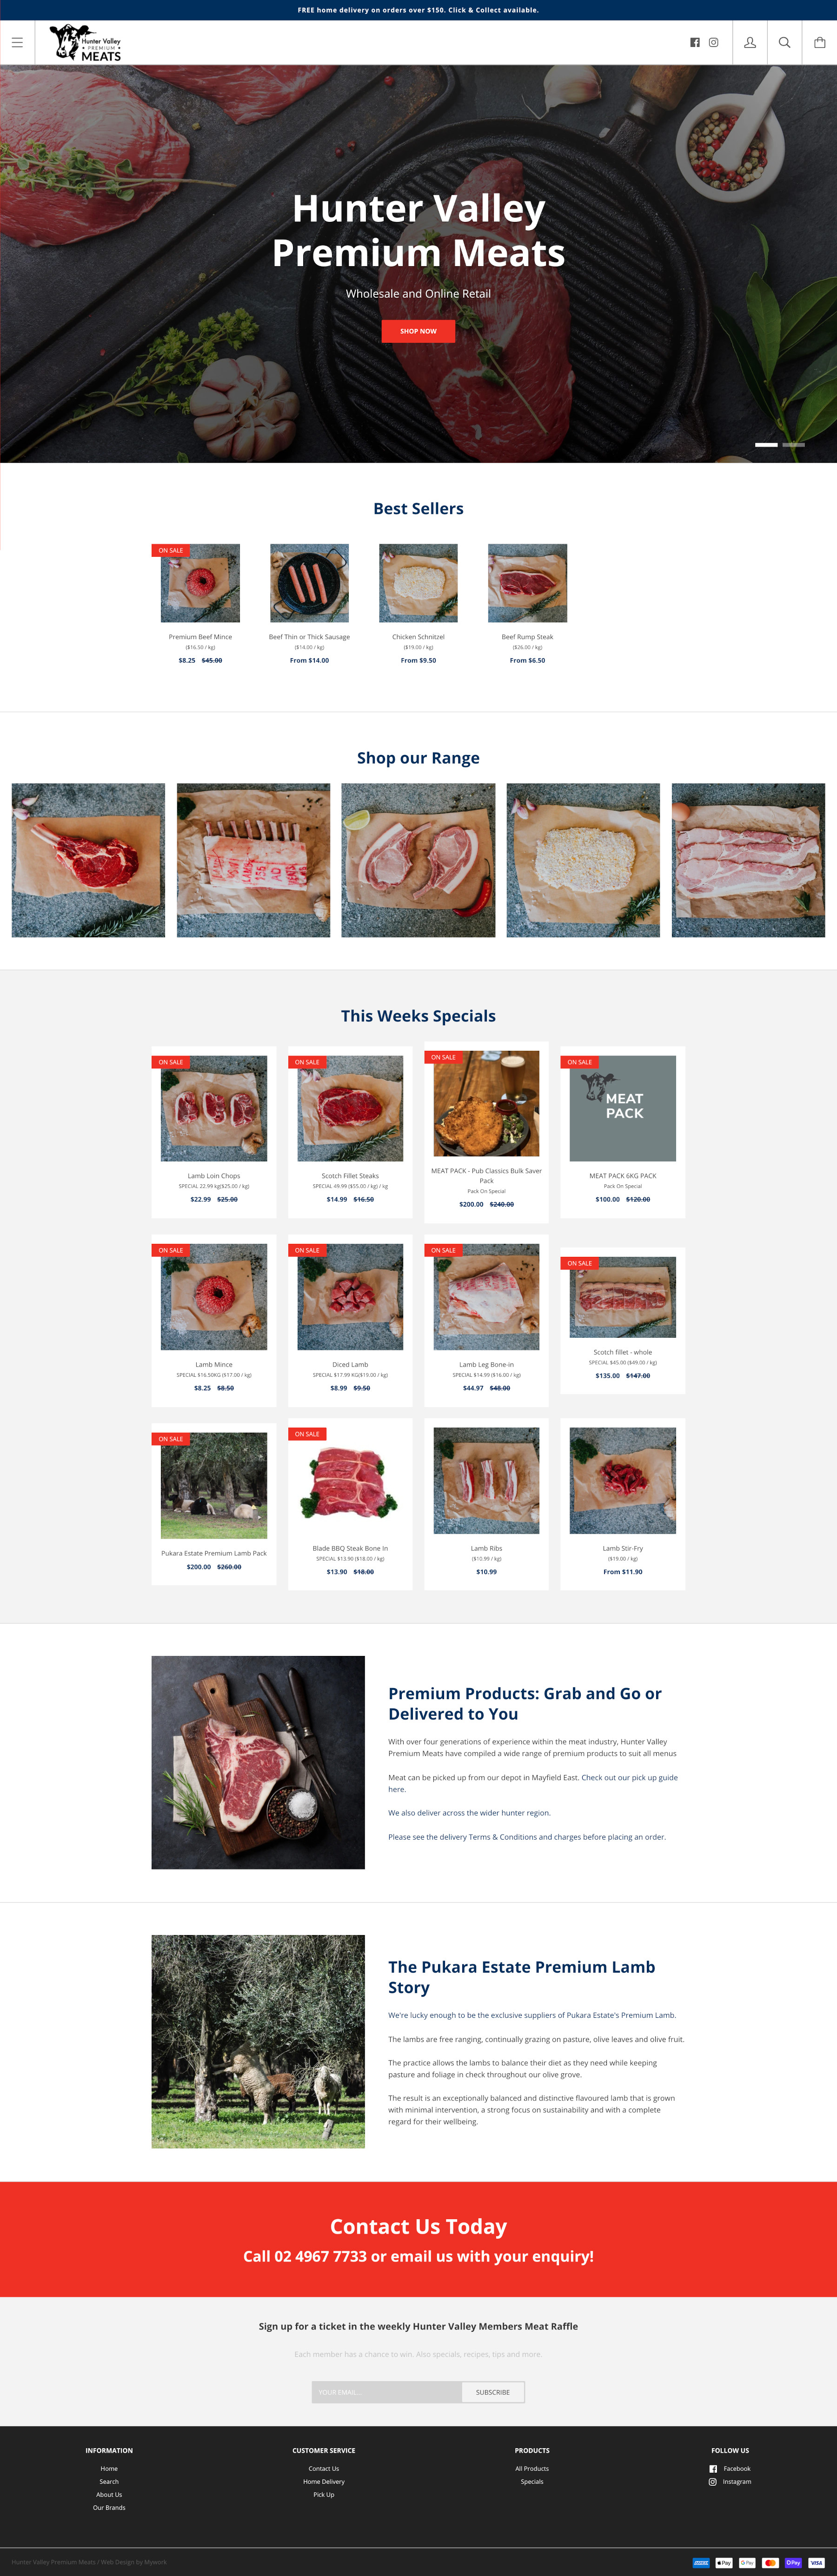 FREE home delivery on orders over $150. Click & Collect available.
Hunter Valley
• PREMIUM •
MEATS
Hunter Valley
Premium Meats
Wholesale and Online Retail
SHOP NOW
Best Sellers
ON SALE
Premium Beef Mince
($16.50 / kg)
$8.25 $45.00
Beef Thin or Thick Sausage
($14.00 / kg)
From $14.00
Chicken Schnitzel
($19.00 / kg)
From $9.50
Beef Rump Steak
($26.00 / kg)
From $6.50
Shop our Range
This Weeks Specials
ON SALE
Lamb Loin Chops
SPECIAL 22.99 kg($25.00 / kg)
$22.99 $25.00
ON SALE
Scotch Fillet Steaks
SPECIAL 49.99 ($55.00 / kg) / kg
$14.99 $16.50
ON SALE
MEAT PACK - Pub Classics Bulk Saver
Pack
Pack On Special
$200.00 $240.00
ON SALE
MEAT
PACK
MEAT PACK 6KG PACK
Pack On Special
$100.00 $120.00
ON SALE
Lamb Mince
SPECIAL $16.50KG ($17.00 / kg)
$8.25 $8.50
ON SALE
Diced Lamb
SPECIAL $17.99 KG($19.00 / kg)
$8.99 $9.50
ON SALE
Lamb Leg Bone-in
SPECIAL $14.99 ($16.00 / kg)
$44.97 $48.00
ON SALE
Scotch fillet - whole
SPECIAL $45.00 ($49.00 / kg)
$135.00 $147.00
ON SALE
Pukara Estate Premium Lamb Pack
$200.00 $260.00
ON SALE
Blade BBQ Steak Bone In
SPECIAL $13.90 ($18.00 / kg)
$13.90 $18.00
Lamb Ribs
($10.99 / kg)
$10.99
Lamb Stir-Fry
($19.00 / kg)
From $11.90
Premium Products: Grab and Go or
Delivered to You
With over four generations of experience within the meat industry, Hunter Valley
Premium Meats have compiled a wide range of premium products to suit all menus
Meat can be picked up from our depot in Mayfield East. Check out our pick up guide
here.
We also deliver across the wider hunter region.
Please see the delivery Terms & Conditions and charges before placing an order.
The Pukara Estate Premium Lamb
Story
We're lucky enough to be the exclusive suppliers of Pukara Estate's Premium Lamb.
The lambs are free ranging, continually grazing on pasture, olive leaves and olive fruit.
The practice allows the lambs to balance their diet as they need while keeping
pasture and foliage in check throughout our olive grove.
The result is an exceptionally balanced and distinctive flavoured lamb that is grown
with minimal intervention, a strong focus on sustainability and with a complete
regard for their wellbeing.
Contact Us Today
Call 02 4967 7733 or email us with your enquiry!
Sign up for a ticket in the weekly Hunter Valley Members Meat Raffle
Each member has a chance to win. Also specials, recipes, tips and more.
YOUR EMAIL...
SUBSCRIBE
INFORMATION
Home
Search
About Us
Our Brands
CUSTOMER SERVICE
Contact Us
Home Delivery
Pick Up
PRODUCTS
All Products
Specials
FOLLOW US
Facebook
Instagram
Hunter Valley Premium Meats / Web Design by Mywork
Pay
G Pay
O Pay
VISA